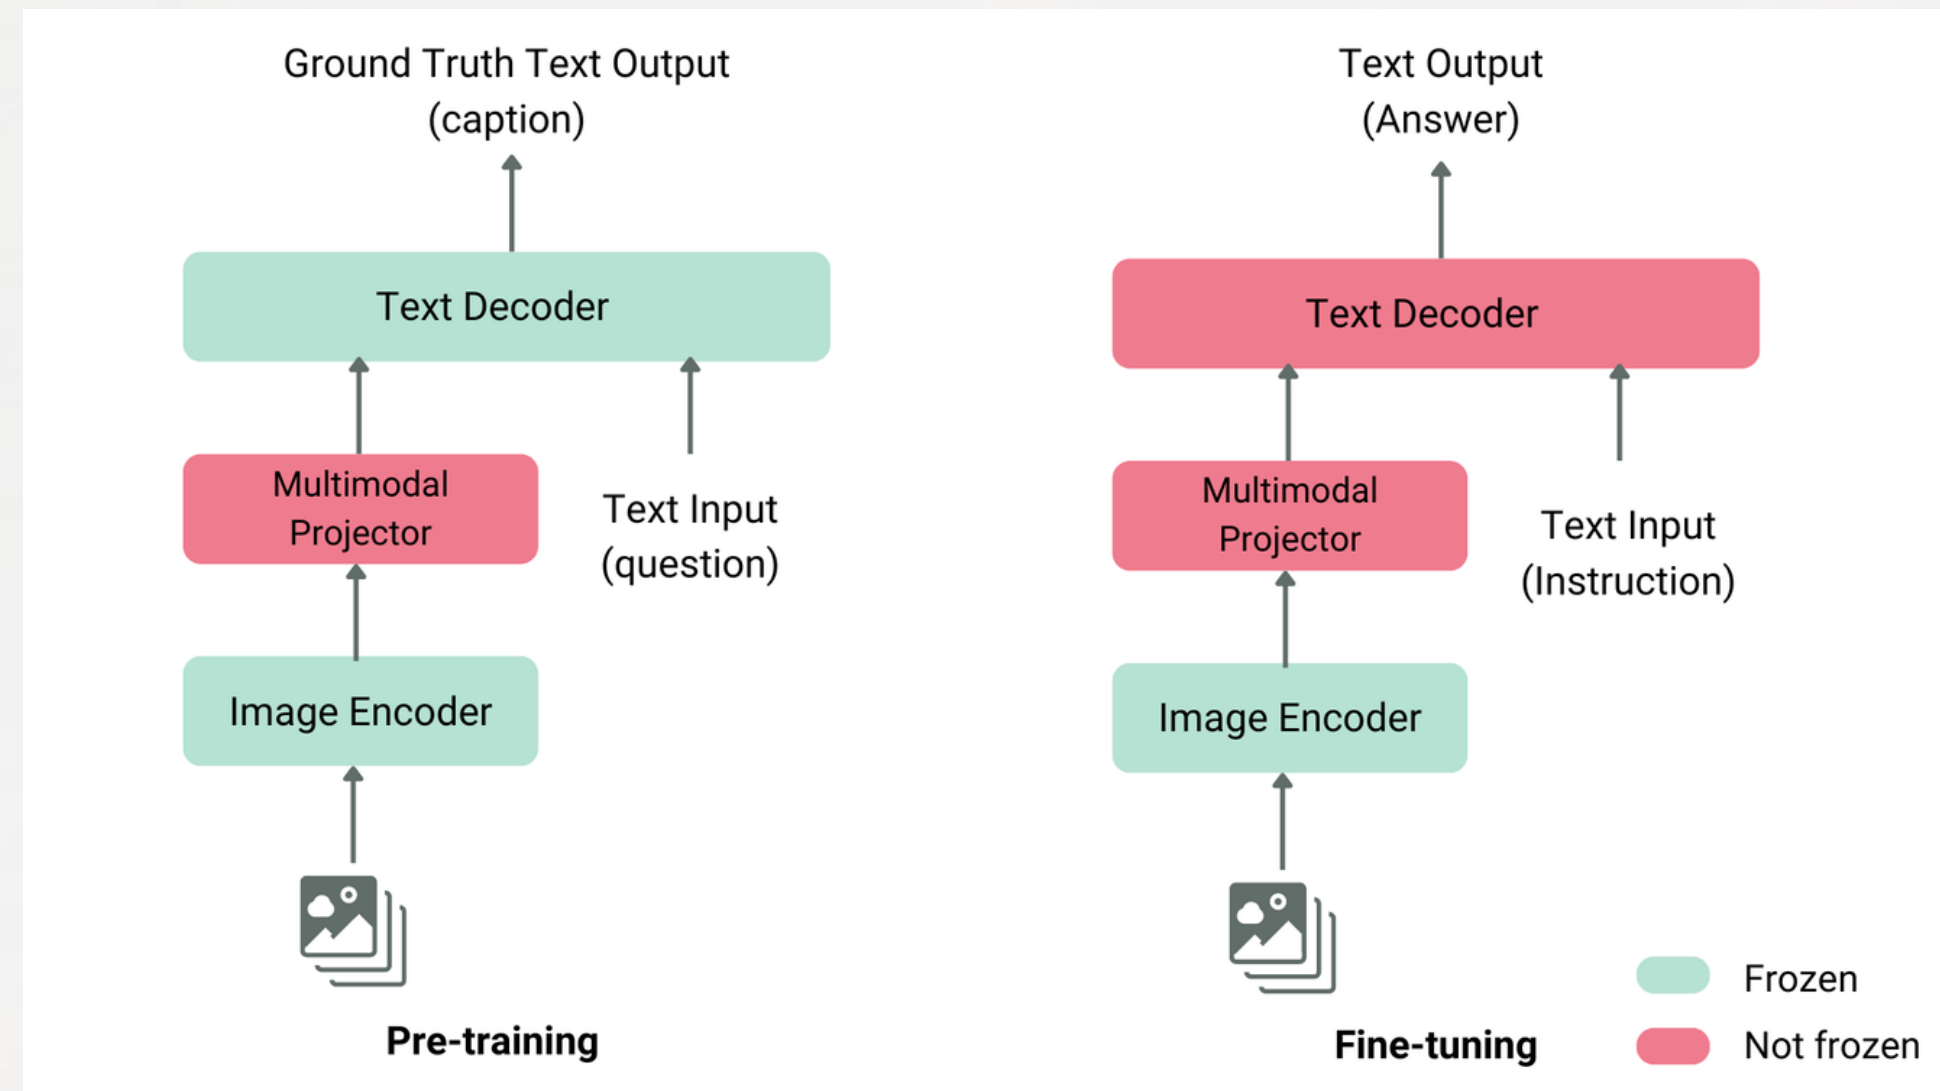 Ground Truth Text Output
(caption)
Text Decoder
Multimodal
Projector
Text Input
(question)
Image Encoder
Pre-training
Text Output
(Answer)
Text Decoder
Multimodal
Projector
Text Input
(Instruction)
Image Encoder
Fine-tuning
Frozen
Not frozen